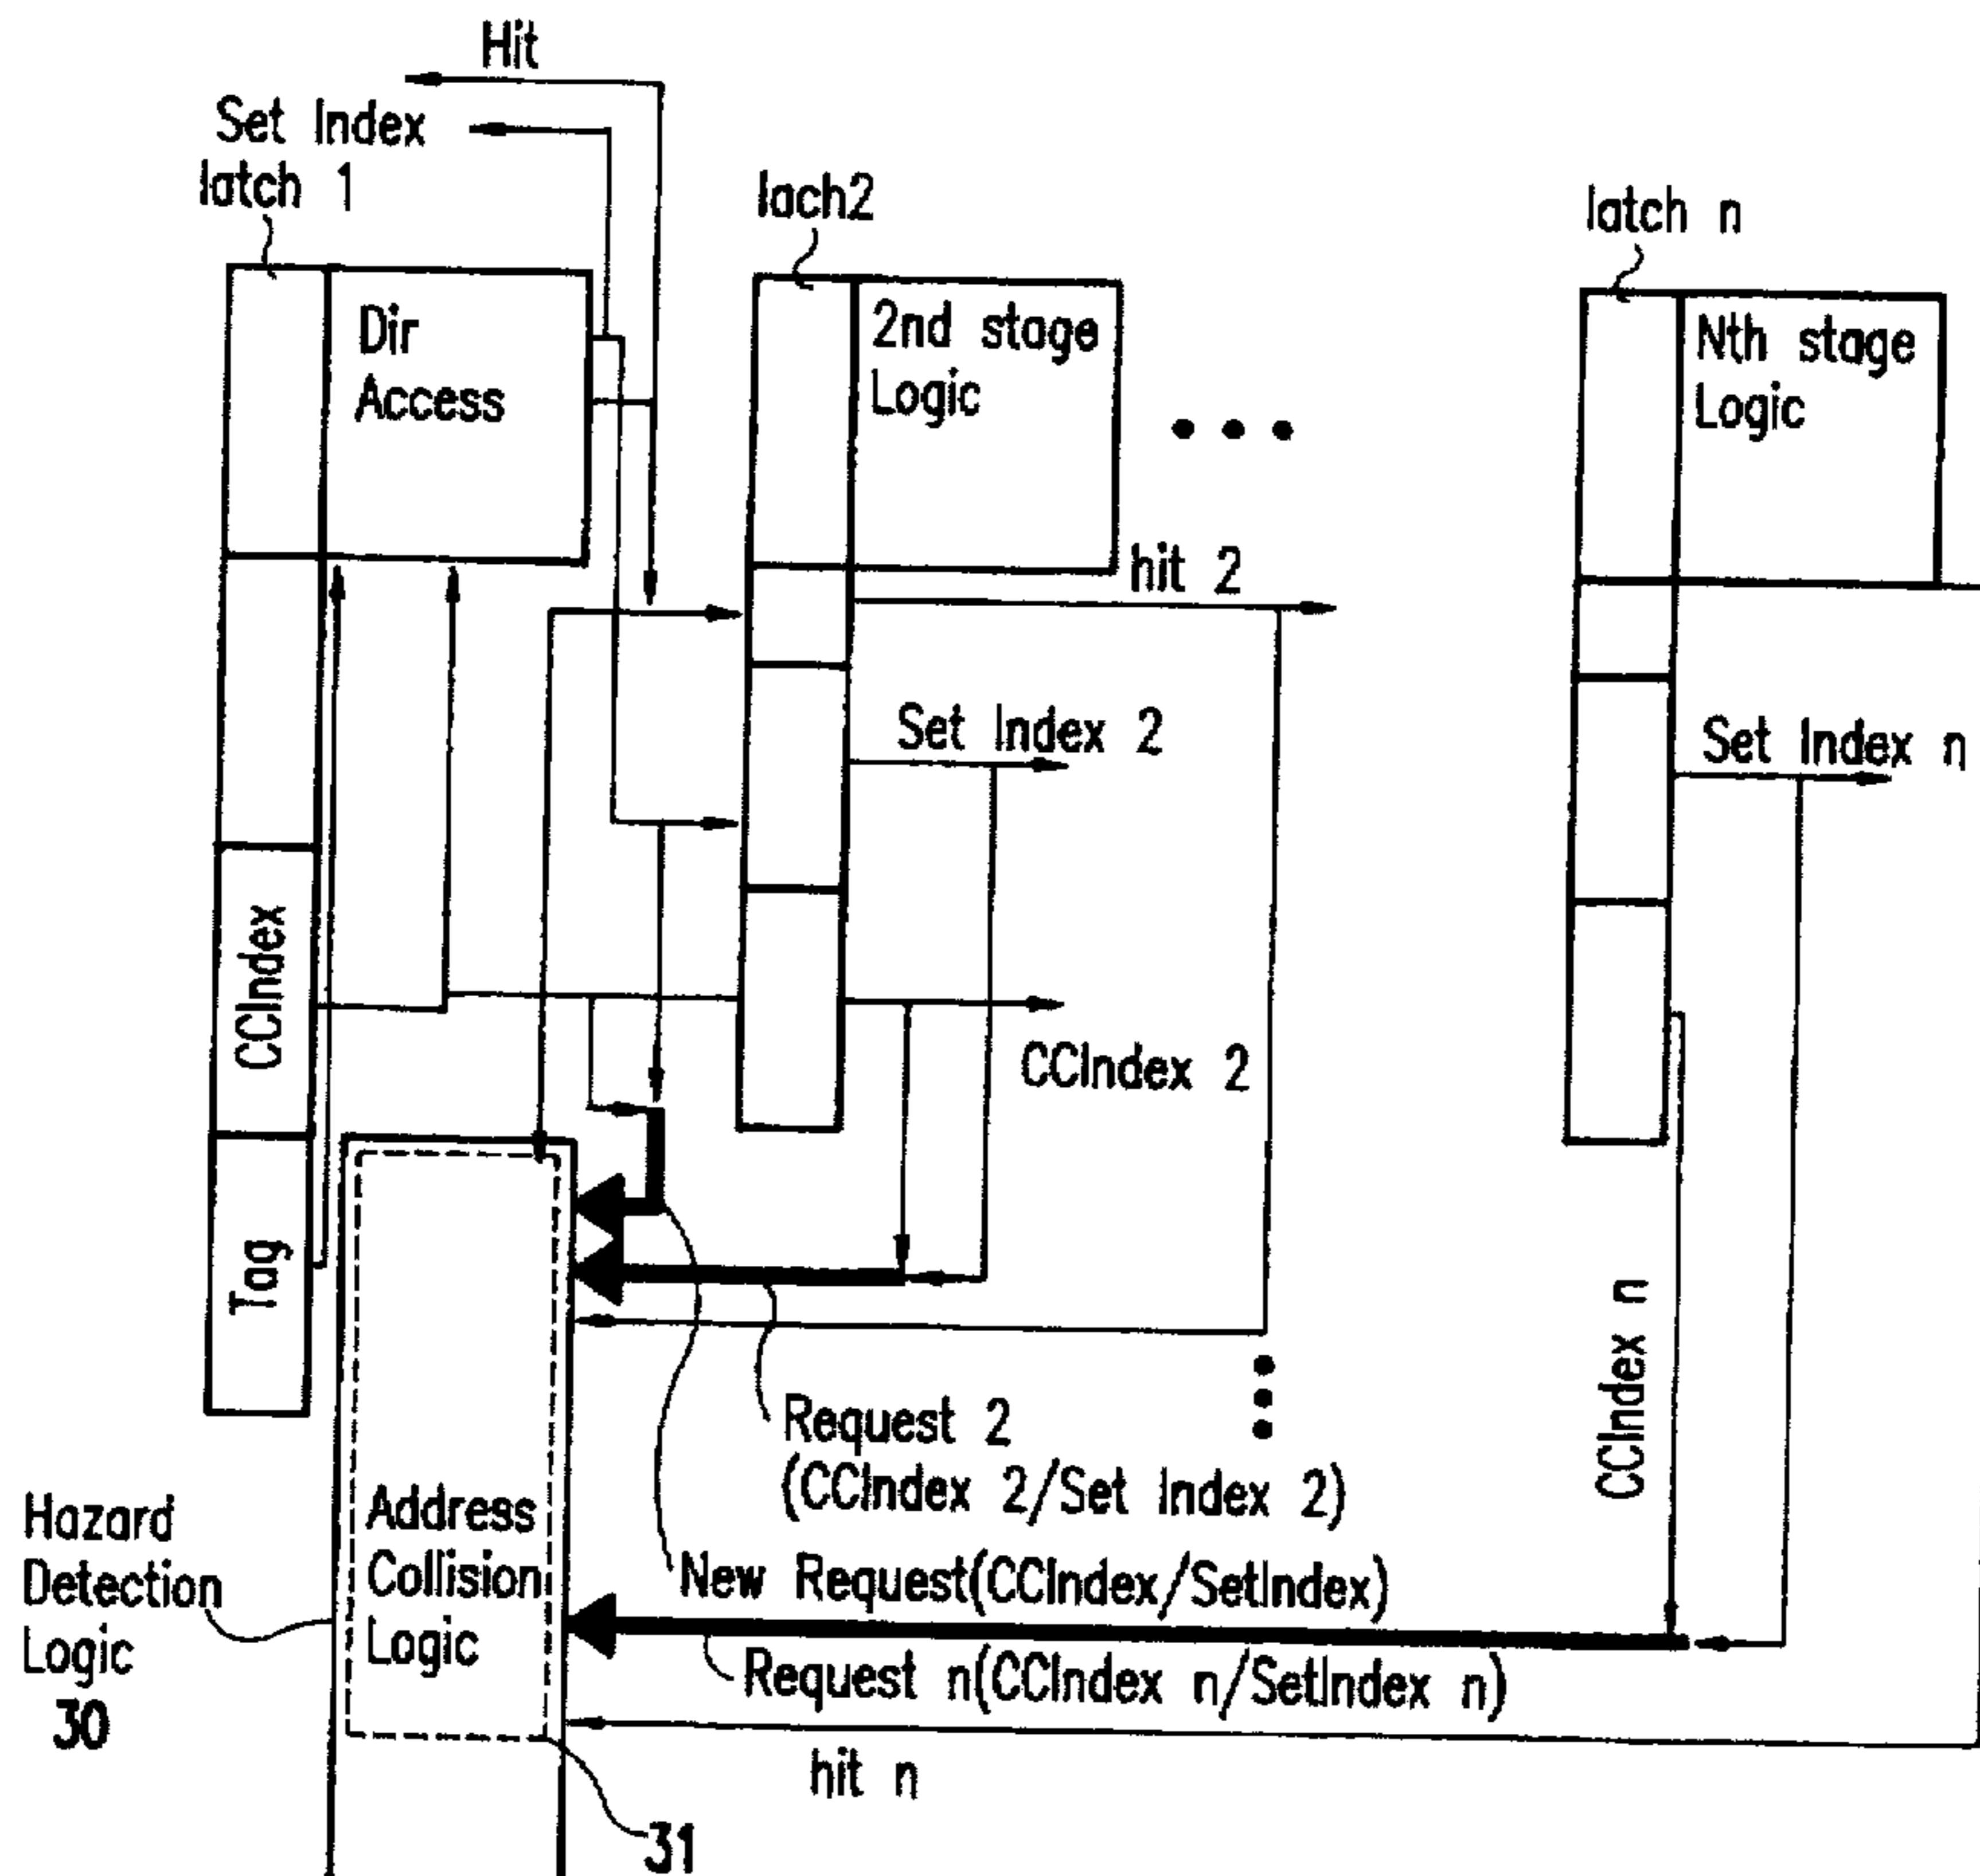 Hit
Set Index
latch 1
lach2
latch n
Dir
Access
2nd stage
Logic
Nth stage
Logic
hit 2
Set Index 2
Set Index n
CCIndex
CCIndex 2
Tag
CCIndex n
Request 2
(CCIndex 2/Set Index 2)
Hazard
Detection
Logic
30
Address
Collision
Logic
New Request(CCIndex/SetIndex)
Request n(CCIndex n/SetIndex n)
hit n
31